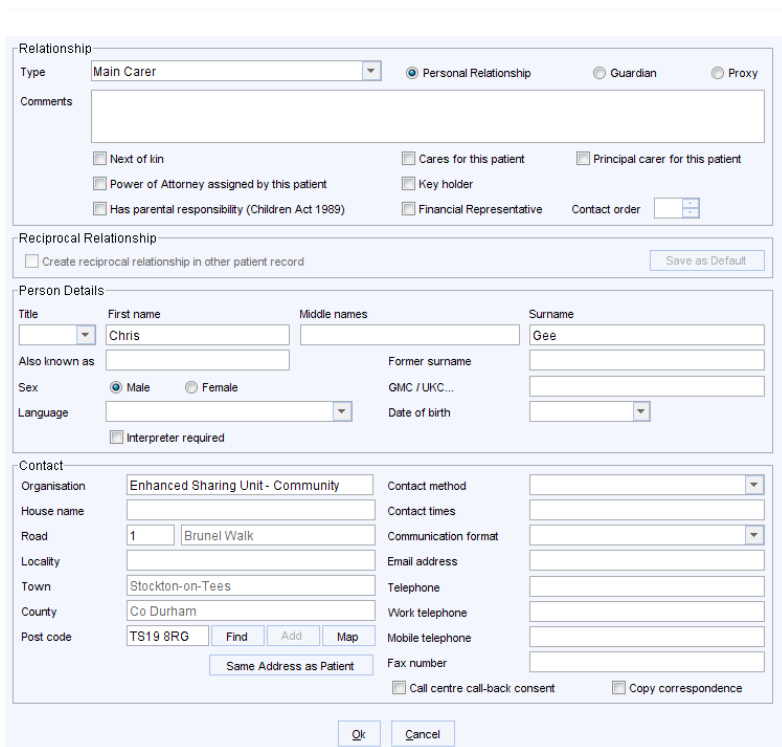 Relationship
Type Main Carer Personal Relationship Guardian Proxy
Comments
Next of kin Cares for this patient Principal carer for this patient
Power of Attorney assigned by this patient Key holder
Has parental responsibility (Children Act 1989) Financial Representative Contact order
Reciprocal Relationship
Create reciprocal relationship in other patient record Save as Default
Person Details
Title First name Middle names Surname
Chris Gee
Also known as Former surname
Sex Male Female GMC / UKC...
Language Date of birth
Interpreter required
Contact
Organisation Enhanced Sharing Unit - Community Contact method
House name Contact times
Road 1 Brunel Walk Communication format
Locality Email address
Town Stockton-on-Tees Telephone
County Co Durham Work telephone
Post code TS19 8RG Find Add Map Mobile telephone
Same Address as Patient Fax number
Call centre call-back consent Copy correspondence
Ok Cancel